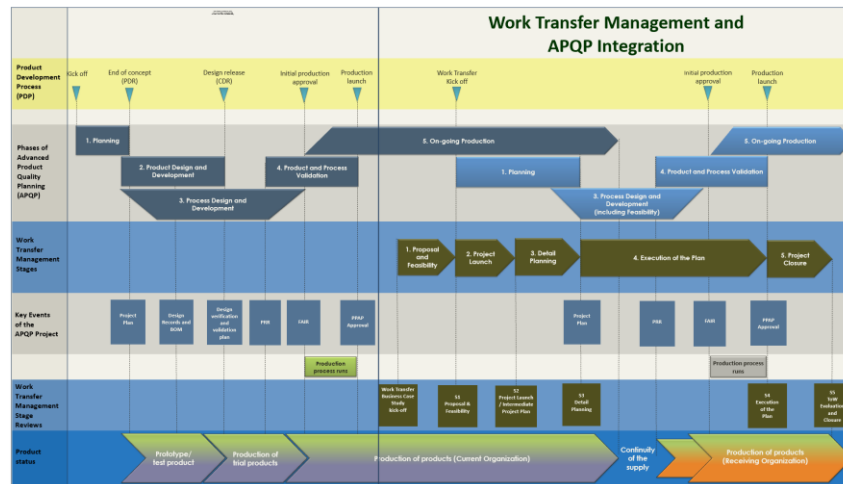 Work Transfer Management and
APQP Integration
Product
Development
Process
(PDP)
Kick off
End of concept
(PDR)
Design release
(CDR)
Initial production
approval
Production
launch
Work Transfer
Kick off
Initial production
approval
Production
launch
Phases of
Advanced
Product
Quality
Planning
(APQP)
1. Planning
2. Product Design and
Development
3. Process Design and
Development
4. Product and Process
Validation
5. On-going Production
1. Planning
3. Process Design and
Development
(including Feasibility)
4. Product and Process Validation
5. On-going Production
Work
Transfer
Management
Stages
1. Proposal
and
Feasibility
2. Project
Launch
3. Detail
Planning
4. Execution of the Plan
5. Project
Closure
Key Events
of the
APQP Project
Project
Plan
Design
Records and
BOM
Design
verification
and
validation
plan
PRR
FAIR
PPAP
Approval
Project
Plan
PRR
FAIR
PPAP
Approval
Production
process runs
Production process
runs
Work
Transfer
Management
Stage
Reviews
Work Transfer
Business Case
Study
Kick-off
S1
Proposal &
Feasibility
S2
Project Launch
/ Intermediate
Project Plan
S3
Detail
Planning
S4
Execution
of the
Plan
S5
ToW
Evaluation
and
Closure
Product
status
Prototype/
test product
Production of
trial products
Production of products (Current Organization)
Continuity
of the
supply
Production of products
(Receiving Organization)